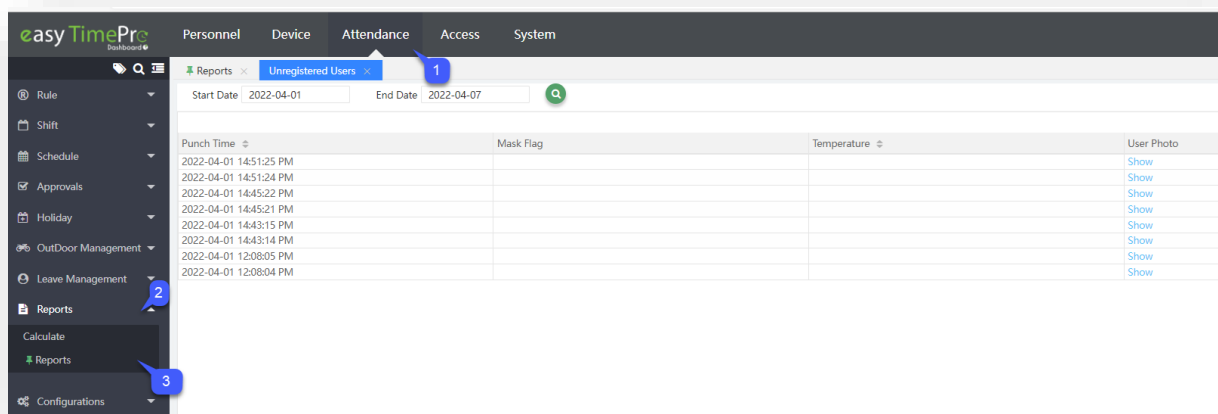 easy TimePro
Dashboard
Personnel Device Attendance Access System
1
Reports × Unregistered Users ×
Start Date 2022-04-01 End Date 2022-04-07
Rule
Shift
Schedule
Approvals
Holiday
OutDoor Management
Leave Management
2
Reports
Calculate
Reports
3
Configurations
Punch Time Mask Flag Temperature User Photo
2022-04-01 14:51:25 PM Show
2022-04-01 14:51:24 PM Show
2022-04-01 14:45:22 PM Show
2022-04-01 14:45:21 PM Show
2022-04-01 14:43:15 PM Show
2022-04-01 14:43:14 PM Show
2022-04-01 12:08:05 PM Show
2022-04-01 12:08:04 PM Show